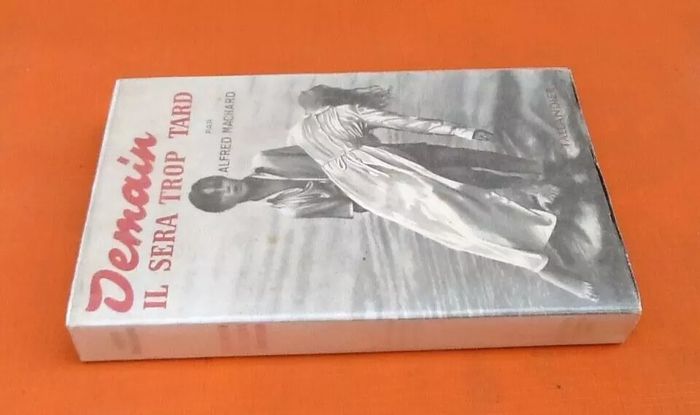 Demain
IL SERA TROP TARD
PAR
ALFRED MACHARD
TALLANDIER